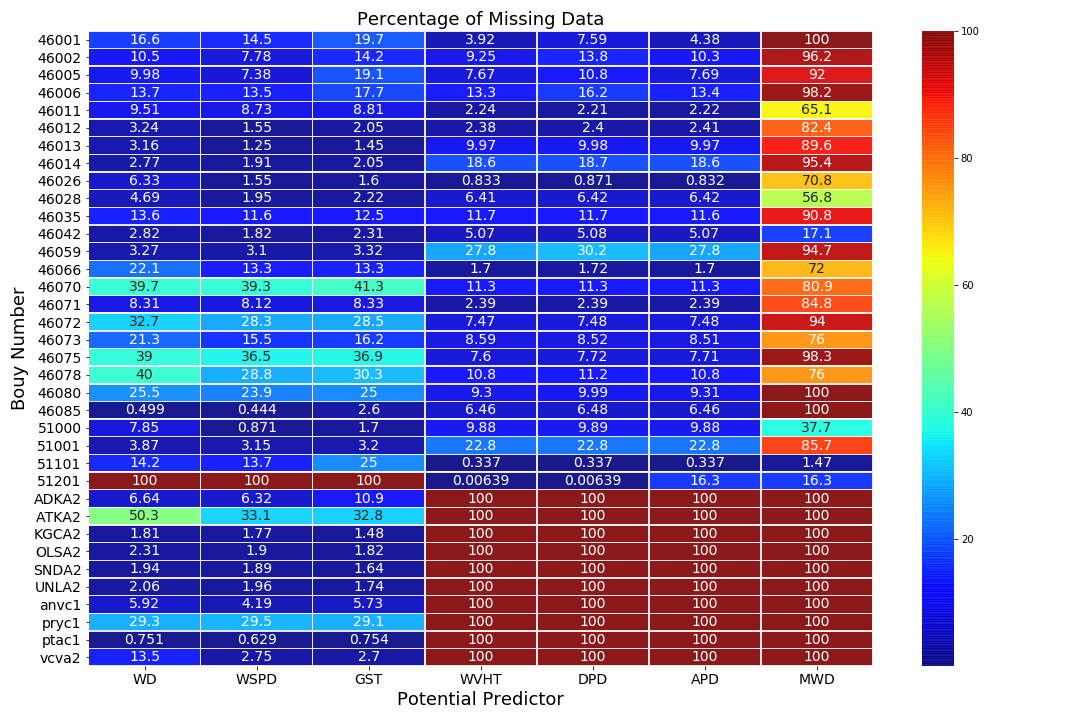 Percentage of Missing Data
46001 16.6 14.5 19.7 3.92 7.59 4.38 100
46002 10.5 7.78 14.2 9.25 13.8 10.3 96.2
46005 9.98 7.38 19.1 7.67 10.8 7.69 92
46006 13.7 13.5 17.7 13.3 16.2 13.4 98.2
46011 9.51 8.73 8.81 2.24 2.21 2.22 65.1
46012 3.24 1.55 2.05 2.38 2.4 2.41 82.4
46013 3.16 1.25 1.45 9.97 9.98 9.97 89.6
46014 2.77 1.91 2.05 18.6 18.7 18.6 95.4
46026 6.33 1.55 1.6 0.833 0.871 0.832 70.8
46028 4.69 1.95 2.22 6.41 6.42 6.42 56.8
46035 13.6 11.6 12.5 11.7 11.7 11.6 90.8
46042 2.82 1.82 2.31 5.07 5.08 5.07 17.1
46059 3.27 3.1 3.32 27.8 30.2 27.8 94.7
46066 22.1 13.3 13.3 1.7 1.72 1.7 72
46070 39.7 39.3 41.3 11.3 11.3 11.3 80.9
46071 8.31 8.12 8.33 2.39 2.39 2.39 84.8
46072 32.7 28.3 28.5 7.47 7.48 7.48 94
46073 21.3 15.5 16.2 8.59 8.52 8.51 76
46075 39 36.5 36.9 7.6 7.72 7.71 98.3
46078 40 28.8 30.3 10.8 11.2 10.8 76
46080 25.5 23.9 25 9.3 9.99 9.31 100
46085 0.499 0.444 2.6 6.46 6.48 6.46 100
51000 7.85 0.871 1.7 9.88 9.89 9.88 37.7
51001 3.87 3.15 3.2 22.8 22.8 22.8 85.7
51101 14.2 13.7 25 0.337 0.337 0.337 1.47
51201 100 100 100 0.00639 0.00639 16.3 16.3
ADKA2 6.64 6.32 10.9 100 100 100 100
ATKA2 50.3 33.1 32.8 100 100 100 100
KGCA2 1.81 1.77 1.48 100 100 100 100
OLSA2 2.31 1.9 1.82 100 100 100 100
SNDA2 1.94 1.89 1.64 100 100 100 100
UNLA2 2.06 1.96 1.74 100 100 100 100
anvc1 5.92 4.19 5.73 100 100 100 100
pryc1 29.3 29.5 29.1 100 100 100 100
ptac1 0.751 0.629 0.754 100 100 100 100
vcva2 13.5 2.75 2.7 100 100 100 100
WD WSPD GST WVHT DPD APD MWD
Potential Predictor
Bouy Number
100
80
60
40
20